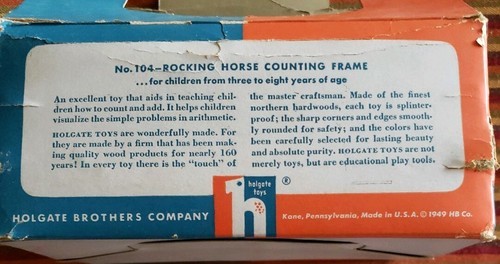 No. 104—ROCKING HORSE COUNTING FRAME
...for children from three to eight years of age
An excellent toy that aids in teaching chil-
dren how to count and add. It helps children
visualize the simple problems in arithmetic.
HOLGATE TOYS are wonderfully made. For
they are made by a firm that has been mak-
ing quality wood products for nearly 160
years! In every toy there is the "touch" of
the master craftsman. Made of the finest
northern hardwoods, each toy is splinter-
proof; the sharp corners and edges smooth-
ly rounded for safety; and the colors have
been carefully selected for lasting beauty
and absolute purity. HOLGATE TOYS are not
merely toys, but are educational play tools.
HOLGATE BROTHERS COMPANY
h
holgate
toys
®
Kane, Pennsylvania, Made in U.S.A. © 1949 HB Co.